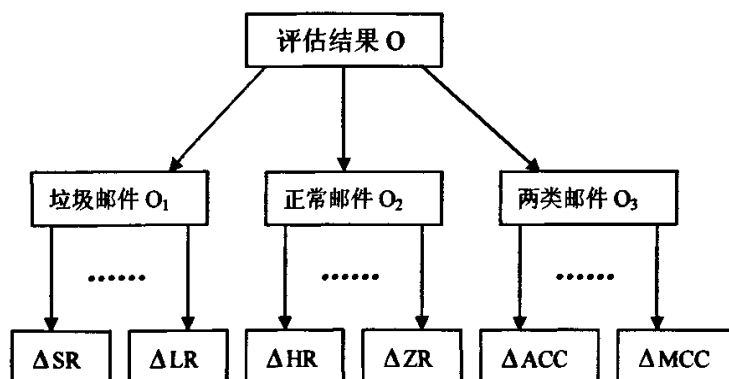 评估结果 O
垃圾邮件 O₁
正常邮件 O₂
两类邮件 O₃
......
......
......
ΔSR
ΔLR
ΔHR
ΔZR
ΔACC
ΔMCC